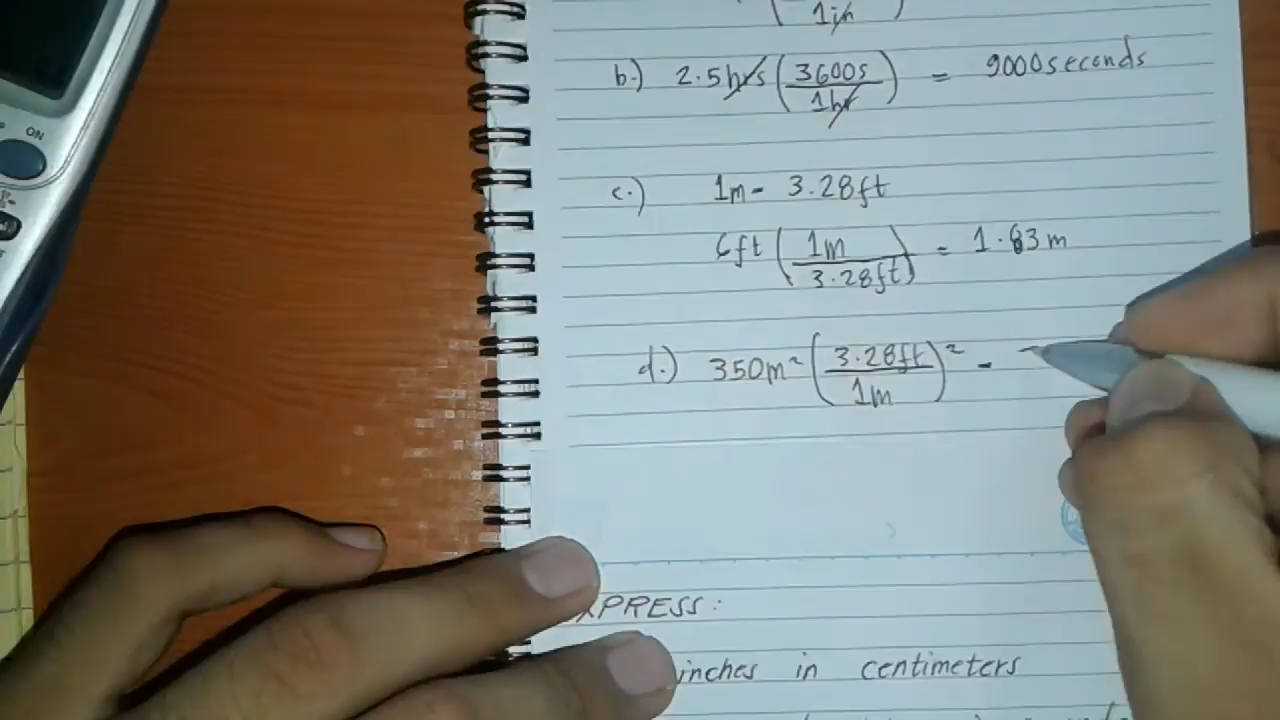 ON
1in
b.) 2.5hrs (3600s / 1hr) = 9000seconds
c.) 1m - 3.28ft
6ft (1m / 3.28ft) = 1.83m
d.) 350m² (3.28ft / 1m)² -
XPRESS:
inches in centimeters